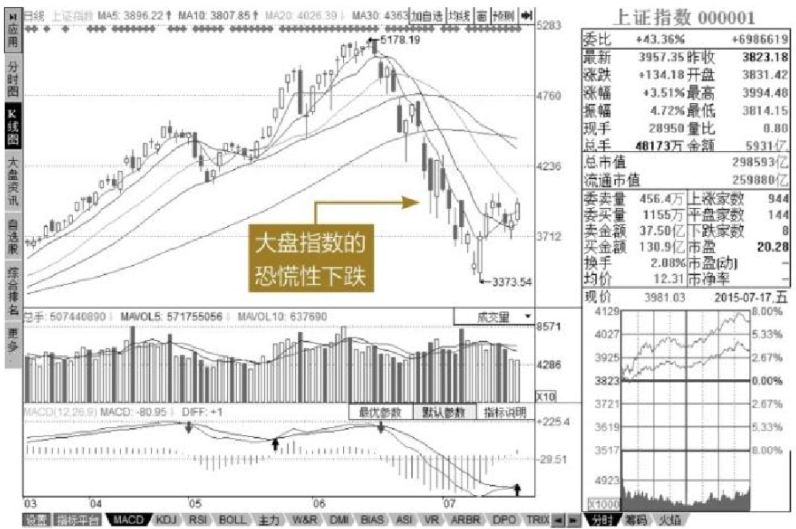 应用
分时图
K线图
大盘资讯
自选股
综合排名
更多
日线 上证指数 MA5: 3896.22↑ MA10: 3807.85↑ MA20: 4026.39↓ MA30: 4363 加自选 均线 富 预测
5283
5178.19
4760
4236
3712
大盘指数的
恐慌性下跌
3373.54
总手: 507440890↓ MAVOL5: 571755056↓ MAVOL10: 637690 成交量
8571
4286
X10
MACD(12,26,9) MACD: -80.95↓ DIFF: +1 最优参数 默认参数 指标说明
+225.4
-29.51
03 04 05 06 07
设置 指标平台 MACD KDJ RSI BOLL 主力 W&R DMI BIAS ASI VR ARBR DPO TRIX
上证指数 000001
委比 +43.36% +6986619
最新 3957.35 昨收 3823.18
涨跌 +134.18 开盘 3831.42
涨幅 +3.51% 最高 3994.48
振幅 4.72% 最低 3814.15
现手 28950 量比 0.80
总手 48173万 金额 5931亿
总市值 298593亿
流通市值 259880亿
委卖量 456.4万 上涨家数 944
委买量 1155万 平盘家数 144
卖金额 37.50亿 下跌家数 8
买金额 130.9亿 市盈 20.28
换手 2.08% 市盈(动) –
均价 12.31 市净率 –
现价 3981.03 2015-07-17,五
4129 8.00%
4027 5.33%
3925 2.67%
3823 0.00%
3721 2.67%
3619 5.33%
3517 8.00%
4923
X1000
分时 筹码 火焰